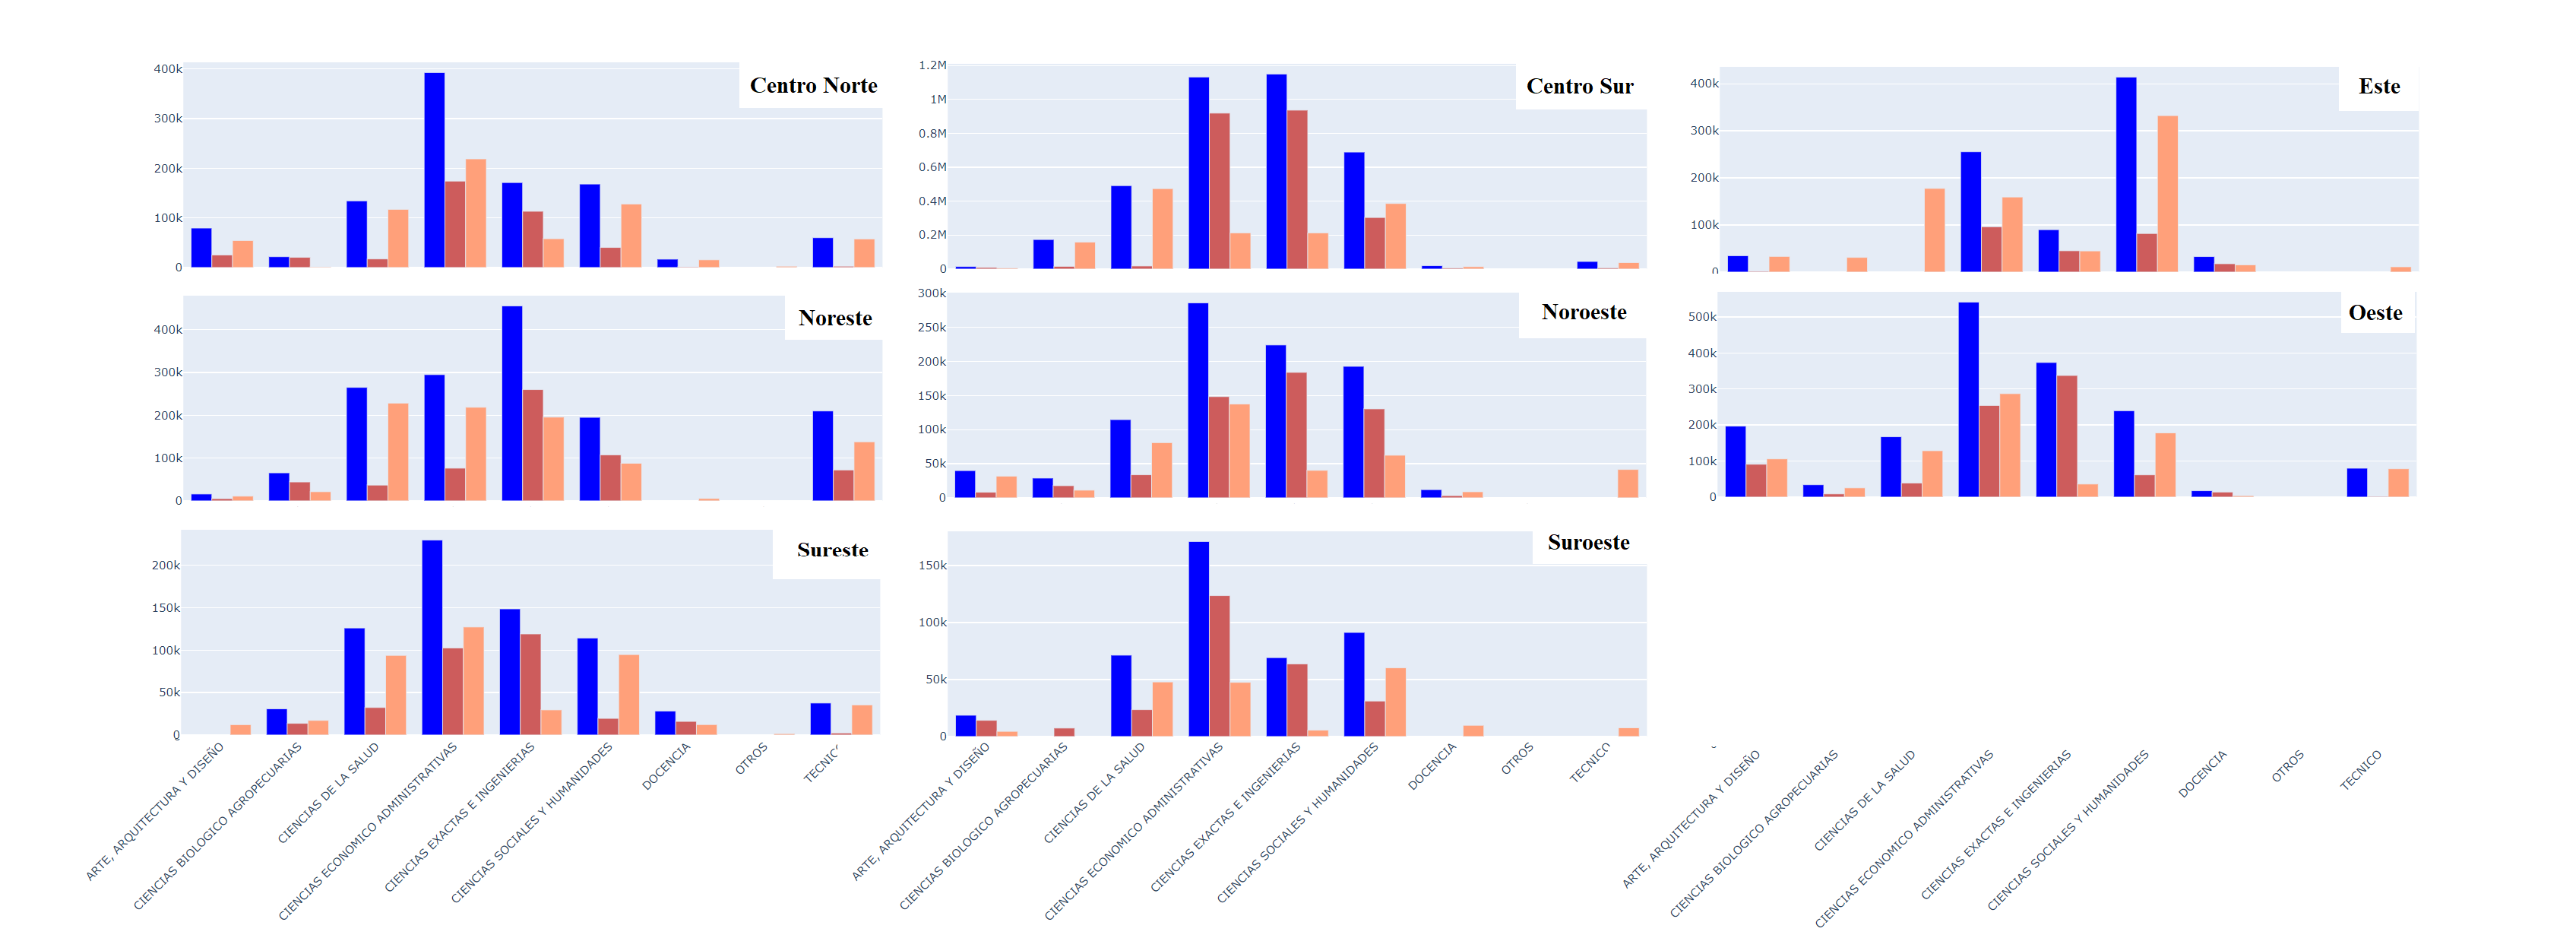 Centro Norte
400k
300k
200k
100k
0
Centro Sur
1.2M
1M
0.8M
0.6M
0.4M
0.2M
0
Este
400k
300k
200k
100k
0
Noreste
400k
300k
200k
100k
0
Noroeste
300k
250k
200k
150k
100k
50k
0
Oeste
500k
400k
300k
200k
100k
0
Sureste
200k
150k
100k
50k
0
ARTE, ARQUITECTURA Y DISEÑO
CIENCIAS BIOLOGICO AGROPECUARIAS
CIENCIAS DE LA SALUD
CIENCIAS ECONOMICO ADMINISTRATIVAS
CIENCIAS EXACTAS E INGENIERIAS
CIENCIAS SOCIALES Y HUMANIDADES
DOCENCIA
OTROS
TECNICO
Suroeste
150k
100k
50k
0
ARTE, ARQUITECTURA Y DISEÑO
CIENCIAS BIOLOGICO AGROPECUARIAS
CIENCIAS DE LA SALUD
CIENCIAS ECONOMICO ADMINISTRATIVAS
CIENCIAS EXACTAS E INGENIERIAS
CIENCIAS SOCIALES Y HUMANIDADES
DOCENCIA
OTROS
TECNICO
ARTE, ARQUITECTURA Y DISEÑO
CIENCIAS BIOLOGICO AGROPECUARIAS
CIENCIAS DE LA SALUD
CIENCIAS ECONOMICO ADMINISTRATIVAS
CIENCIAS EXACTAS E INGENIERIAS
CIENCIAS SOCIALES Y HUMANIDADES
DOCENCIA
OTROS
TECNICO